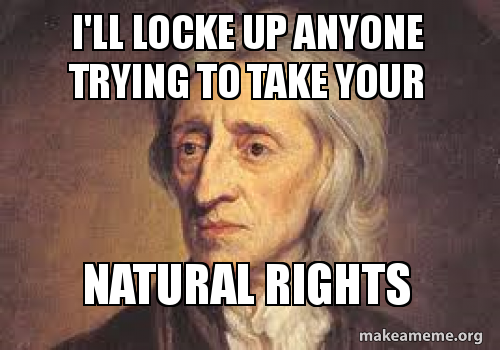 I'LL LOCKE UP ANYONE
TRYING TO TAKE YOUR
NATURAL RIGHTS
makeameme.org